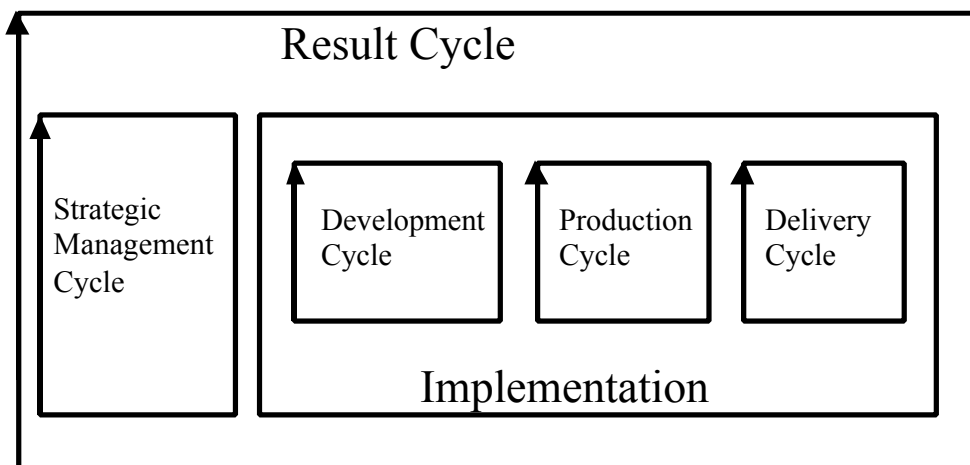 Result Cycle
Strategic
Management
Cycle
Development
Cycle
Production
Cycle
Delivery
Cycle
Implementation